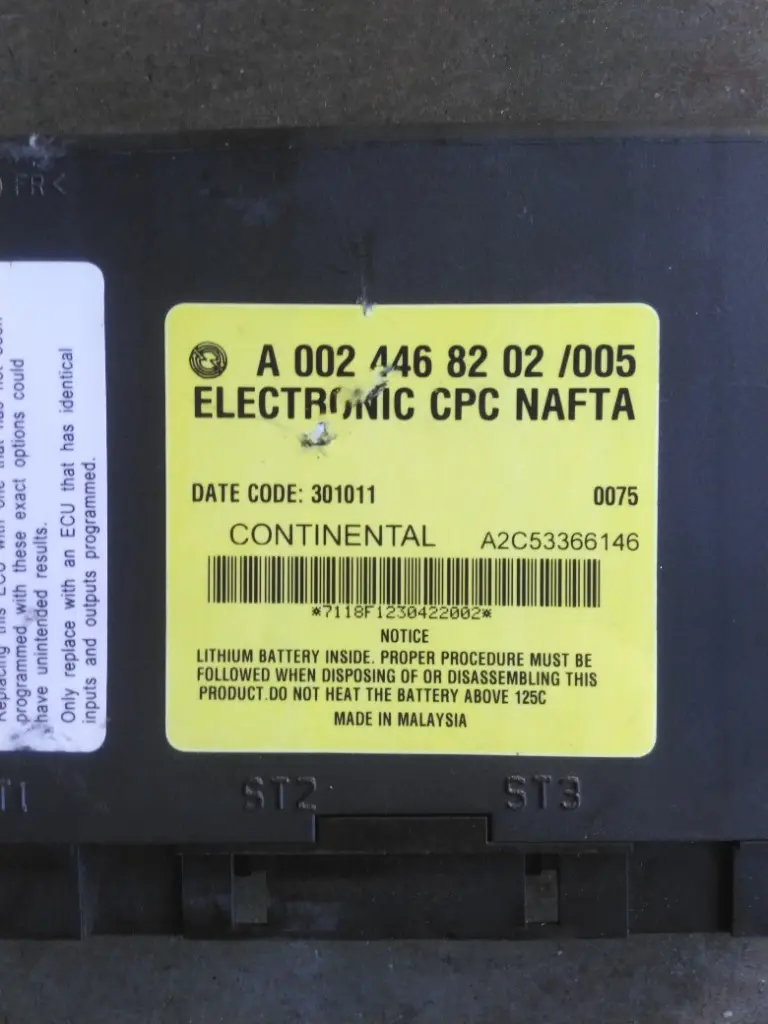 FR<
programmed with these exact options could
have unintended results.
Only replace with an ECU that has identical
inputs and outputs programmed.
A 002 446 82 02 /005
ELECTRONIC CPC NAFTA
DATE CODE: 301011 0075
CONTINENTAL A2C53366146
*7118F1230422002*
NOTICE
LITHIUM BATTERY INSIDE. PROPER PROCEDURE MUST BE
FOLLOWED WHEN DISPOSING OF OR DISASSEMBLING THIS
PRODUCT.DO NOT HEAT THE BATTERY ABOVE 125C
MADE IN MALAYSIA
ST2 ST3